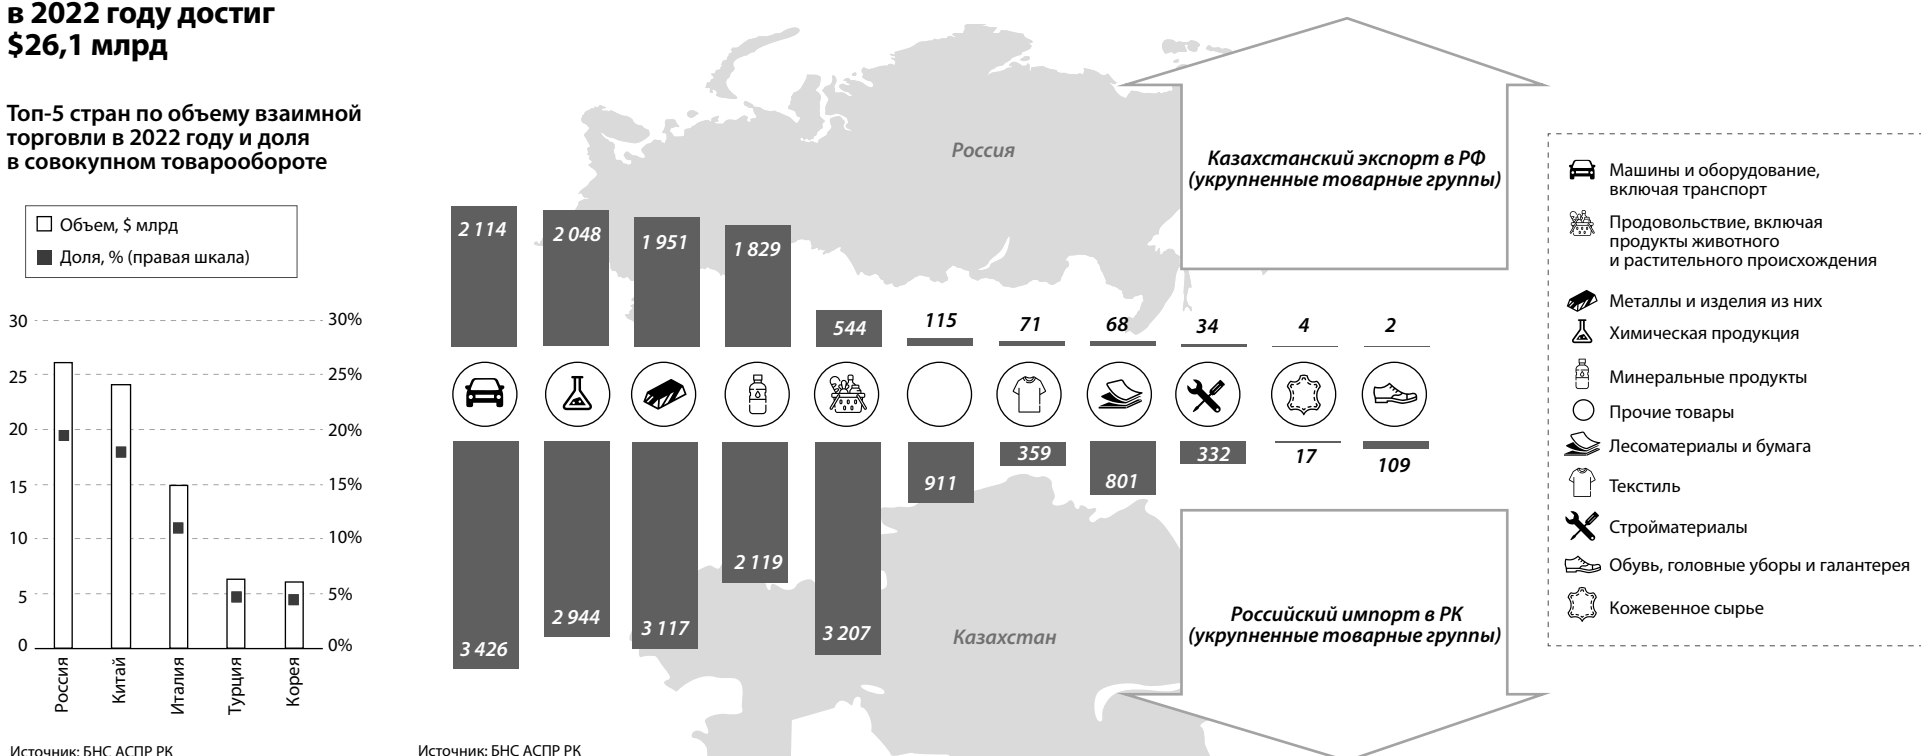 в 2022 году достиг
$26,1 млрд
Топ-5 стран по объему взаимной
торговли в 2022 году и доля
в совокупном товарообороте
Объем, $ млрд
Доля, % (правая шкала)
30
25
20
15
10
5
0
30%
25%
20%
15%
10%
5%
0%
Россия
Китай
Италия
Турция
Корея
Источник: БНС АСПР РК
Россия
Казахстанский экспорт в РФ
(укрупненные товарные группы)
2 114
2 048
1 951
1 829
544
115
71
68
34
4
2
3 426
2 944
3 117
2 119
3 207
911
359
801
332
17
109
Казахстан
Российский импорт в РК
(укрупненные товарные группы)
Источник: БНС АСПР РК
Машины и оборудование,
включая транспорт
Продовольствие, включая
продукты животного
и растительного происхождения
Металлы и изделия из них
Химическая продукция
Минеральные продукты
Прочие товары
Лесоматериалы и бумага
Текстиль
Стройматериалы
Обувь, головные уборы и галантерея
Кожевенное сырье